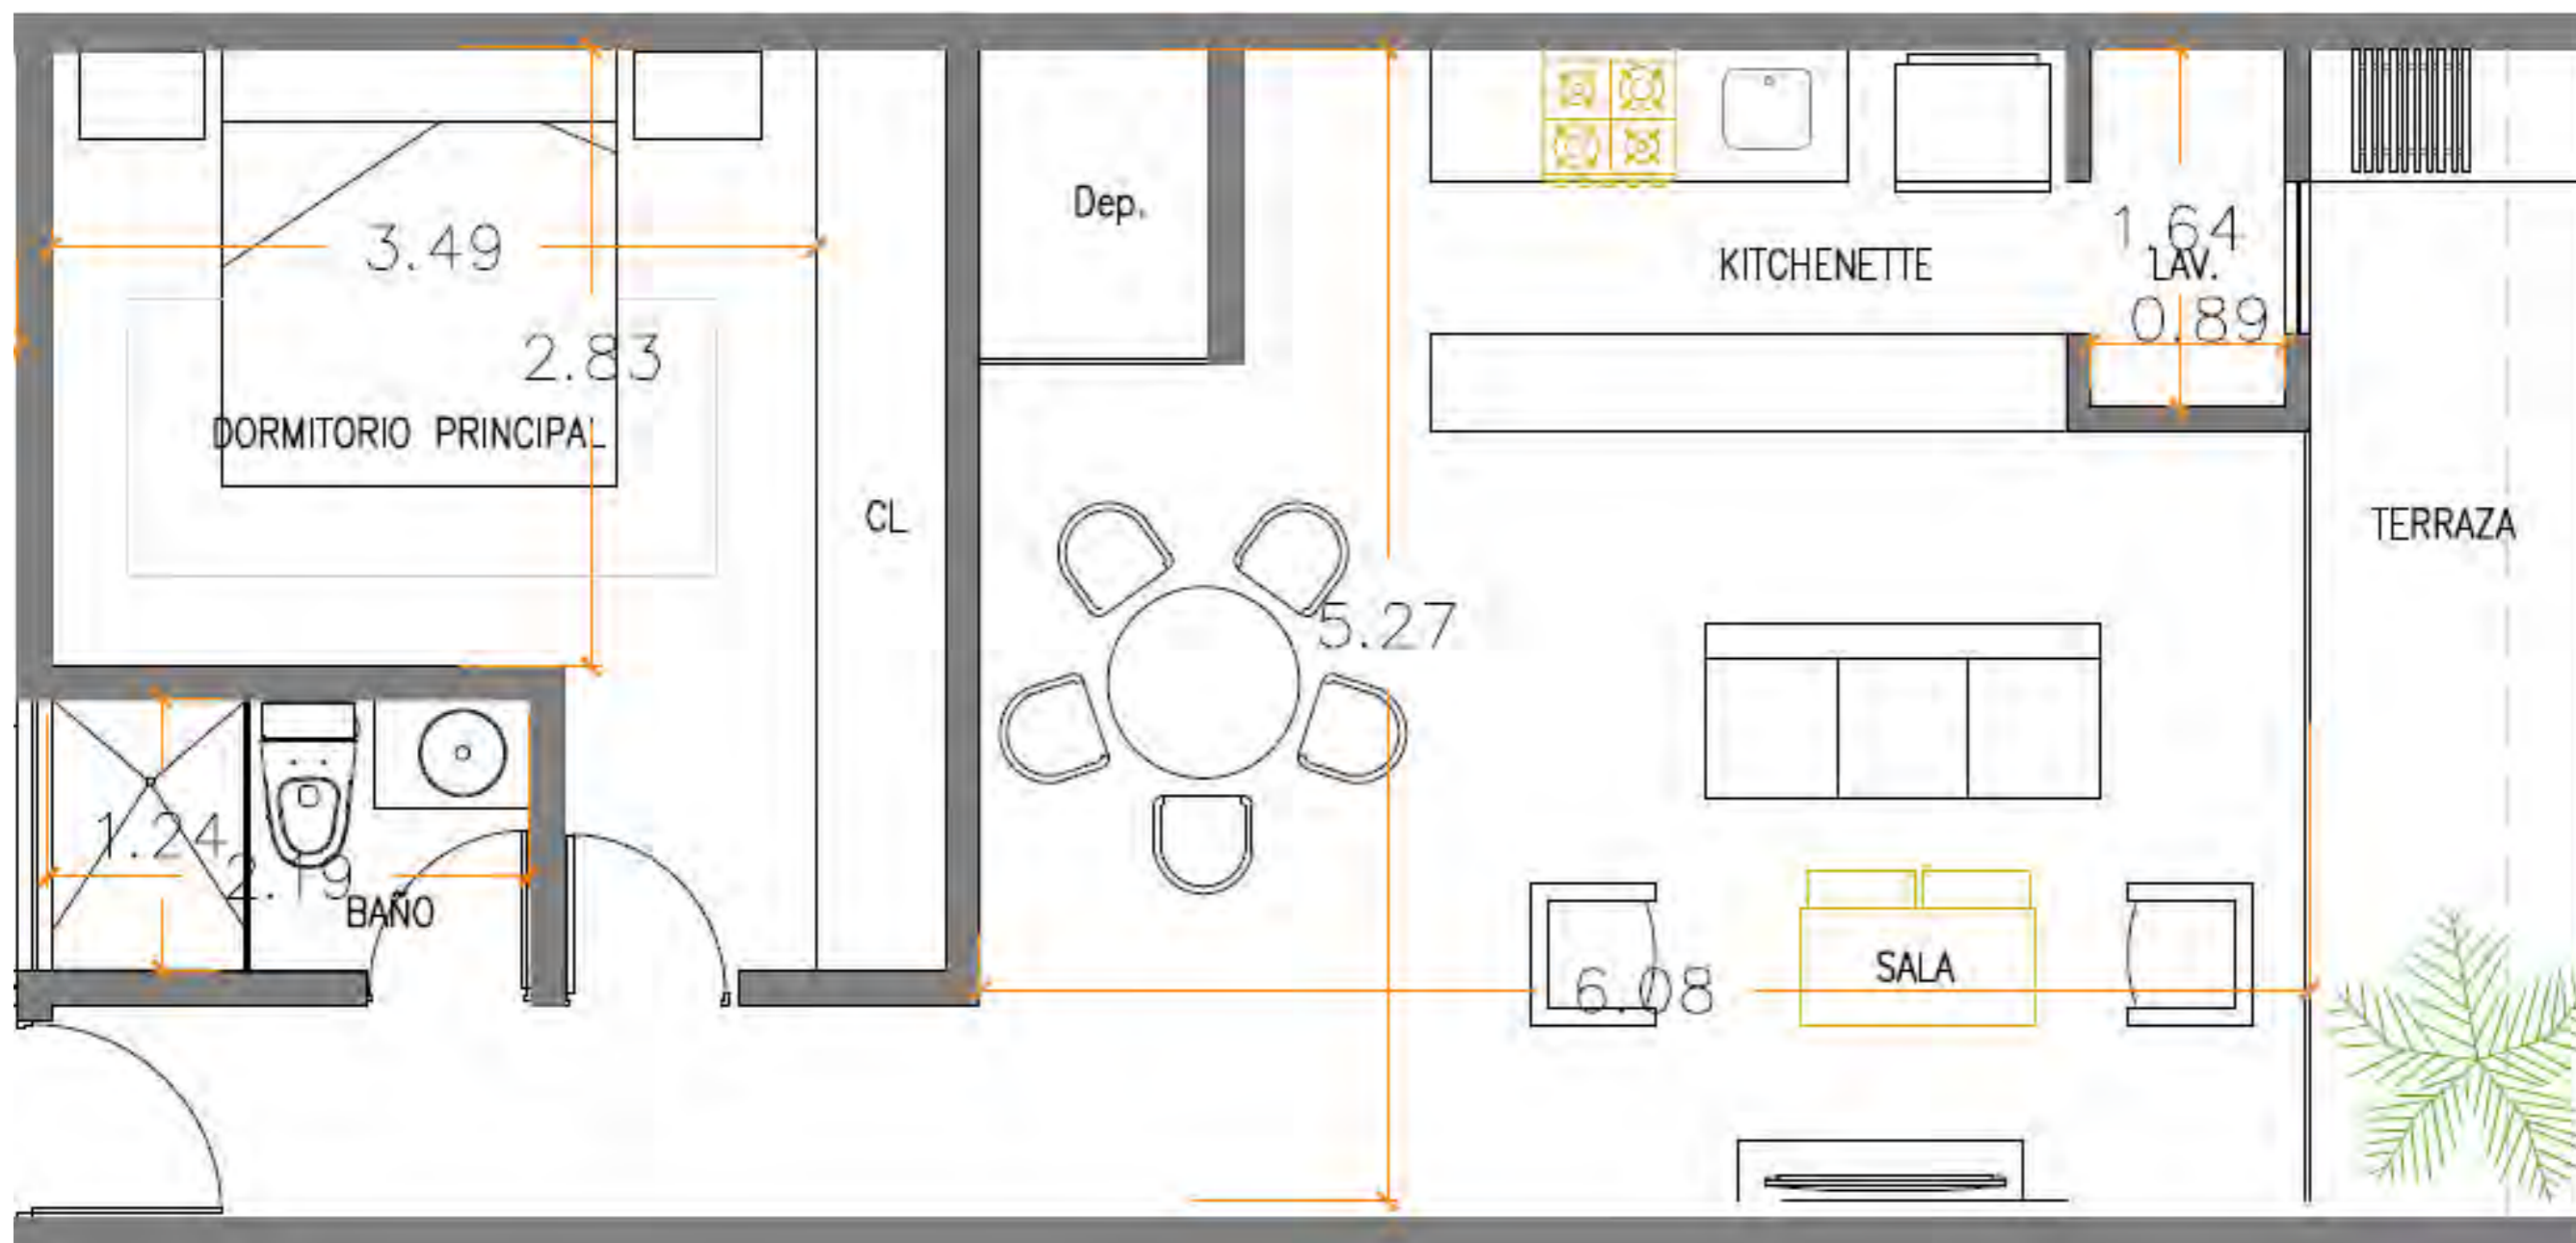 Dep.
1.64
3.49
KITCHENETTE
LAV.
0.89
2.83
DORMITORIO PRINCIPAL
CL
TERRAZA
5.27
1.24
2.19
BAÑO
SALA
6.08